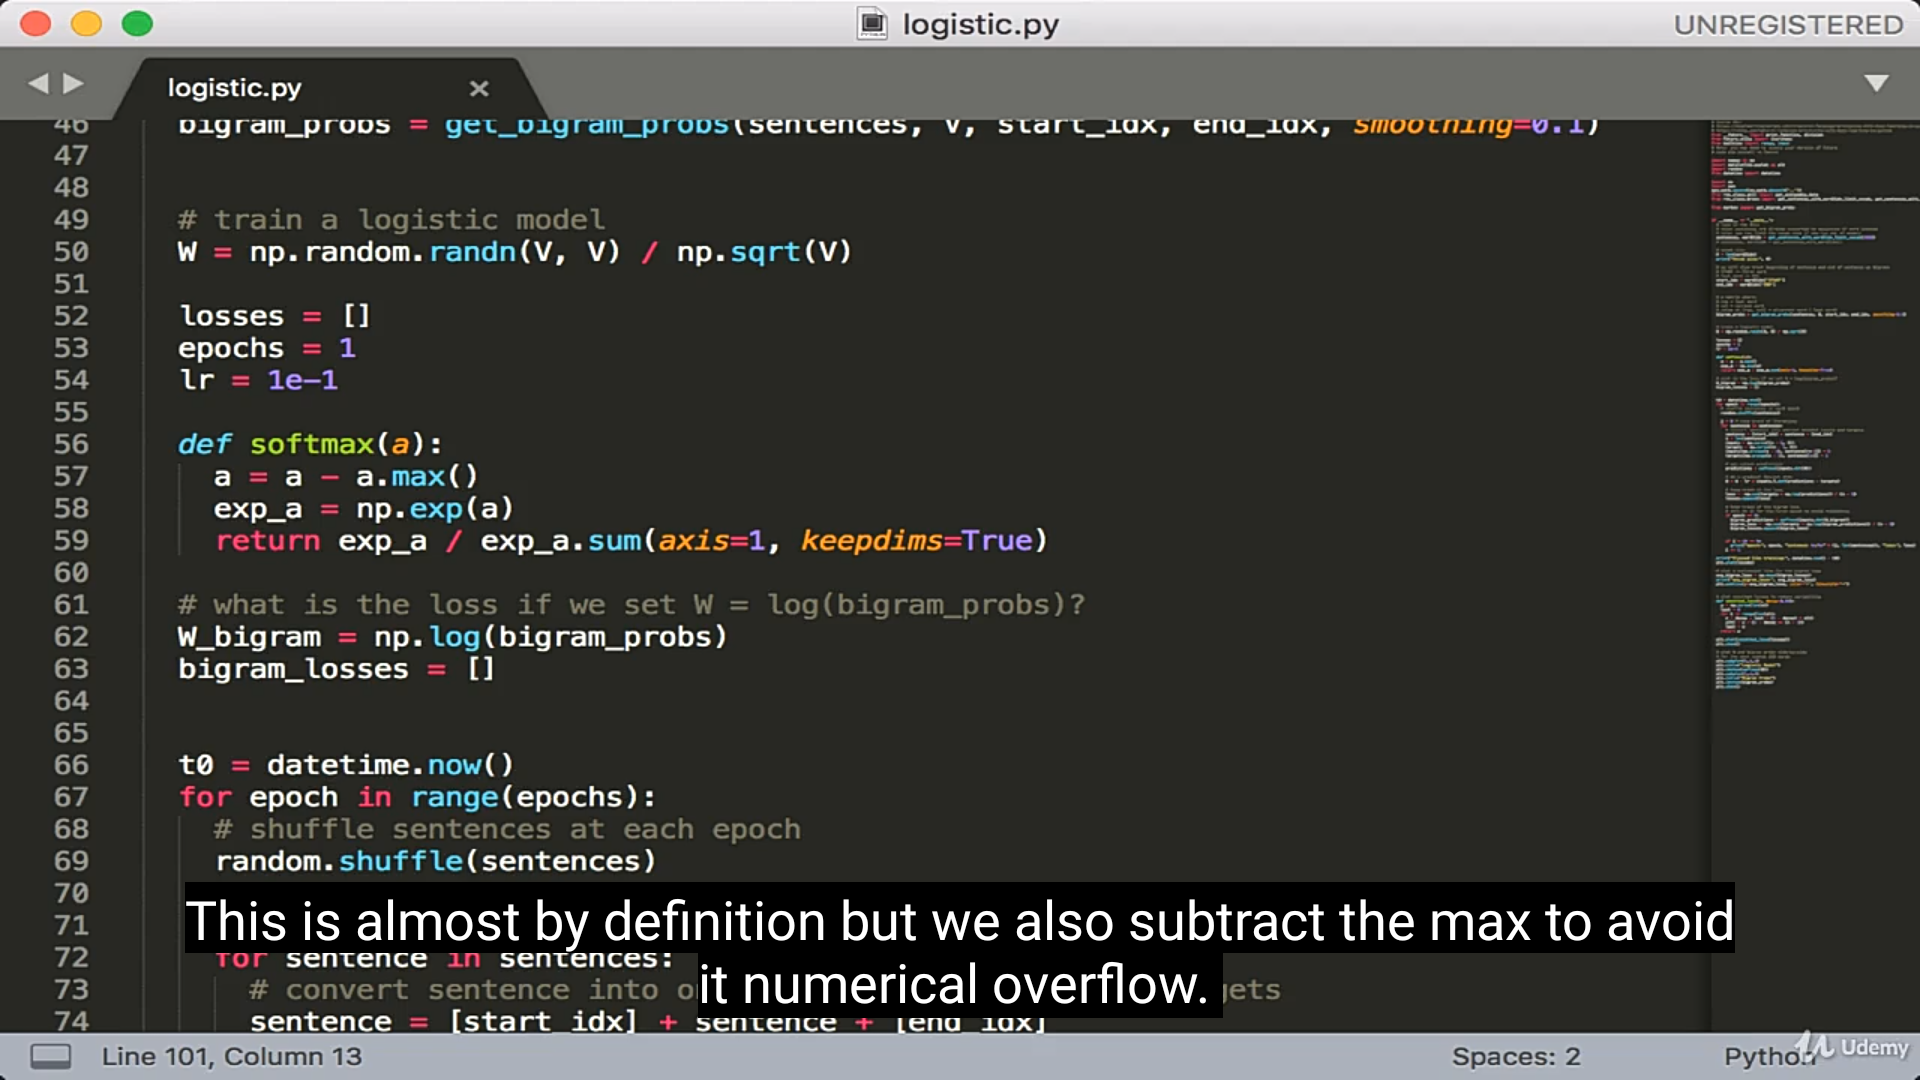 logistic.py
UNREGISTERED
logistic.py
46 bigram_probs = get_bigram_probs(sentences, V, start_idx, end_idx, smoothing=0.1)
47
48
49 # train a logistic model
50 W = np.random.randn(V, V) / np.sqrt(V)
51
52 losses = []
53 epochs = 1
54 lr = 1e-1
55
56 def softmax(a):
57 a = a - a.max()
58 exp_a = np.exp(a)
59 return exp_a / exp_a.sum(axis=1, keepdims=True)
60
61 # what is the loss if we set W = log(bigram_probs)?
62 W_bigram = np.log(bigram_probs)
63 bigram_losses = []
64
65
66 t0 = datetime.now()
67 for epoch in range(epochs):
68 # shuffle sentences at each epoch
69 random.shuffle(sentences)
70
71
72 for sentence in sentences:
73 # convert sentence into
74 sentence = [start_idx] + sentence + [end_idx]
This is almost by definition but we also subtract the max to avoid
it numerical overflow.
Line 101, Column 13
Spaces: 2
Python
Udemy